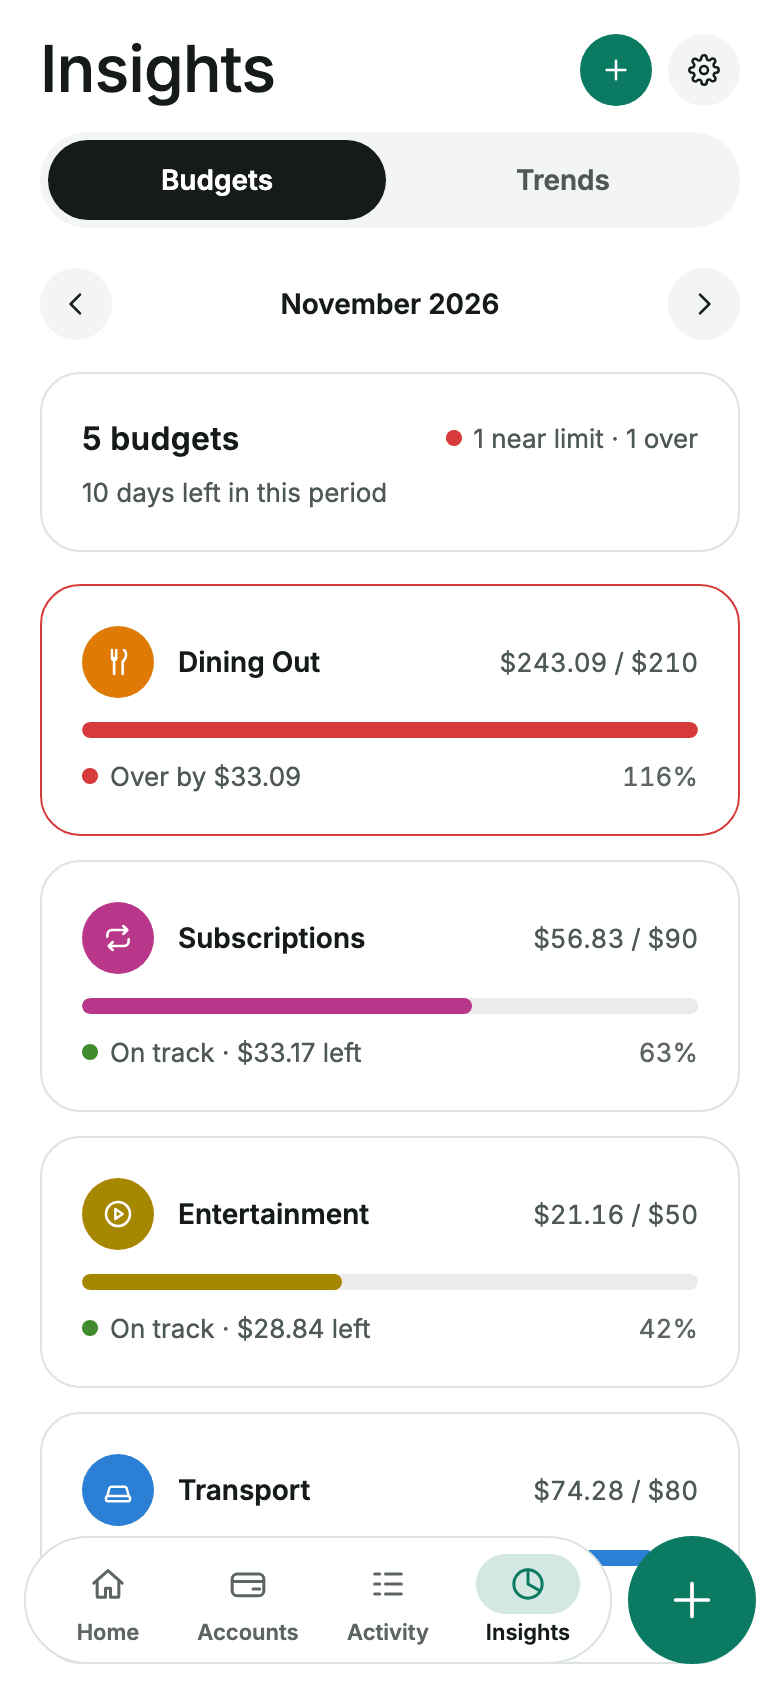 Insights
Budgets
Trends
November 2026
5 budgets
1 near limit · 1 over
10 days left in this period
Dining Out
$243.09 / $210
Over by $33.09
116%
Subscriptions
$56.83 / $90
On track · $33.17 left
63%
Entertainment
$21.16 / $50
On track · $28.84 left
42%
Transport
$74.28 / $80
Home
Accounts
Activity
Insights